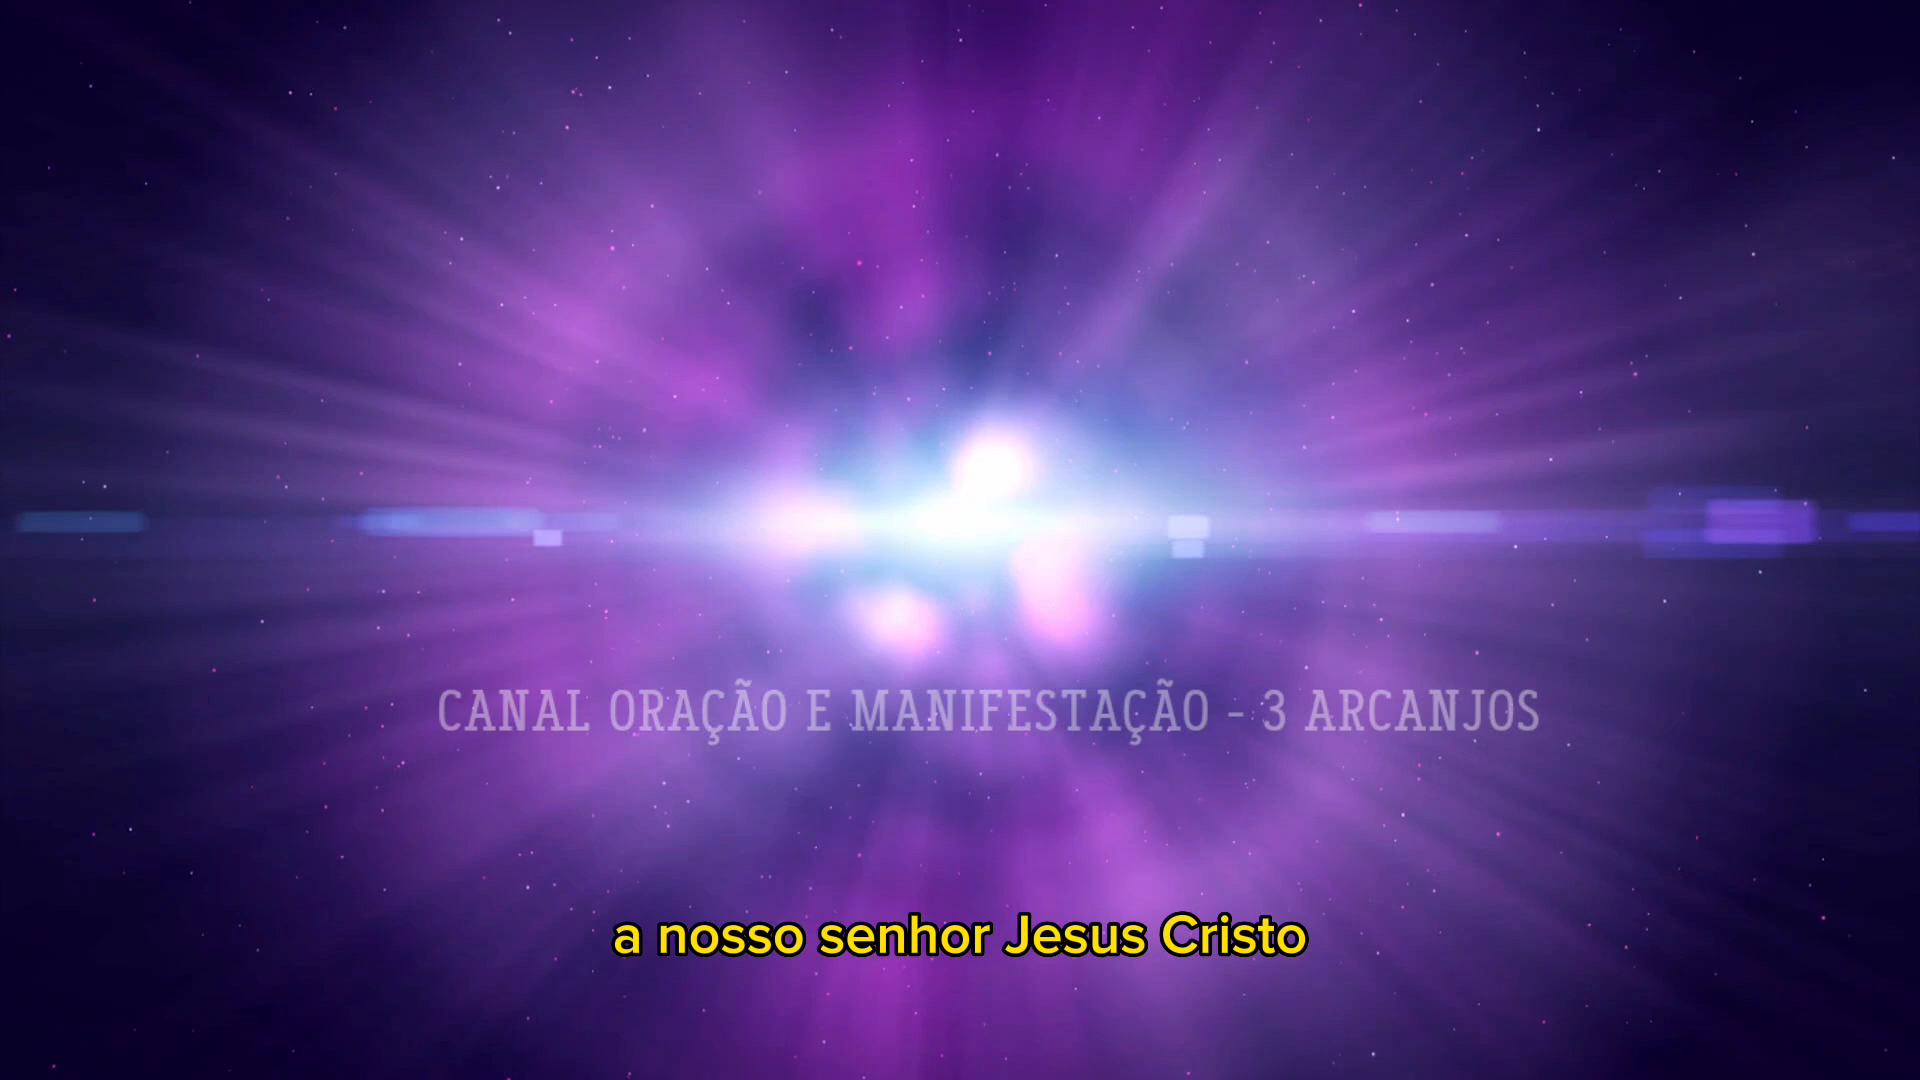 CANAL ORAÇÃO E MANIFESTAÇÃO - 3 ARCANJOS
a nosso senhor Jesus Cristo